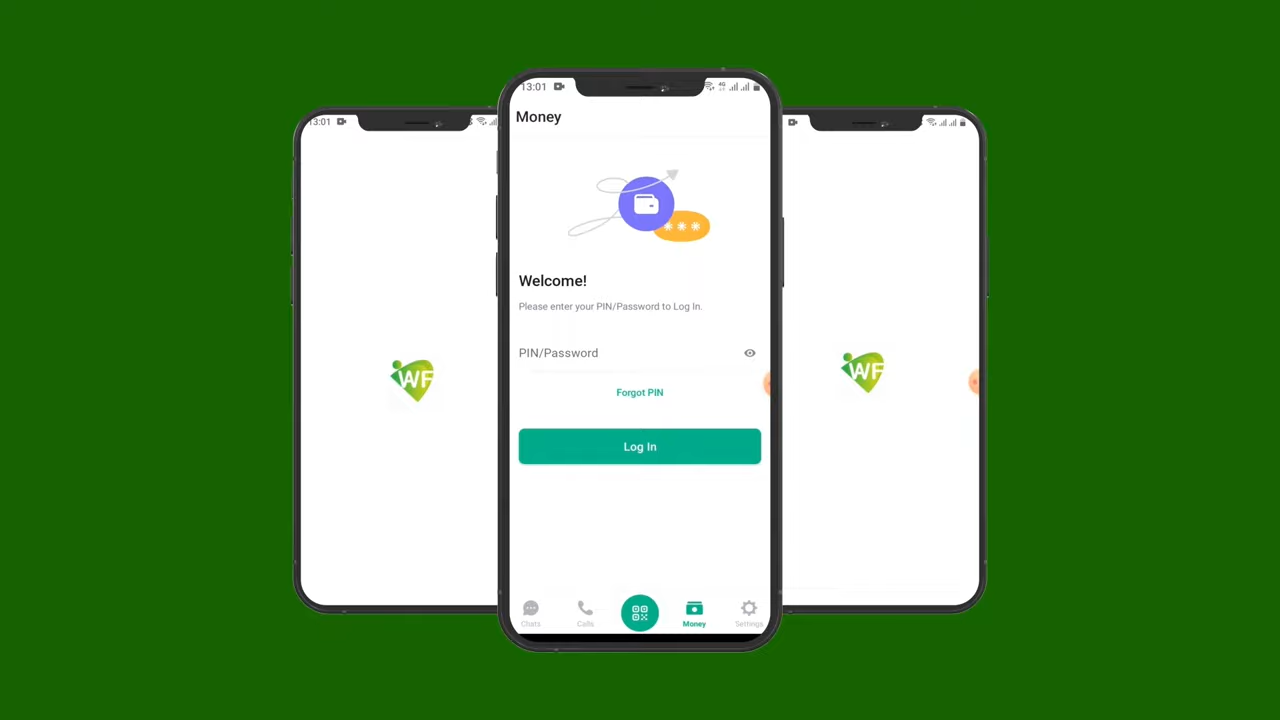 13:01
13:01
4G
Money
Welcome!
Please enter your PIN/Password to Log In.
PIN/Password
Forgot PIN
Log In
WF
WF
Chats
Calls
Money
Settings